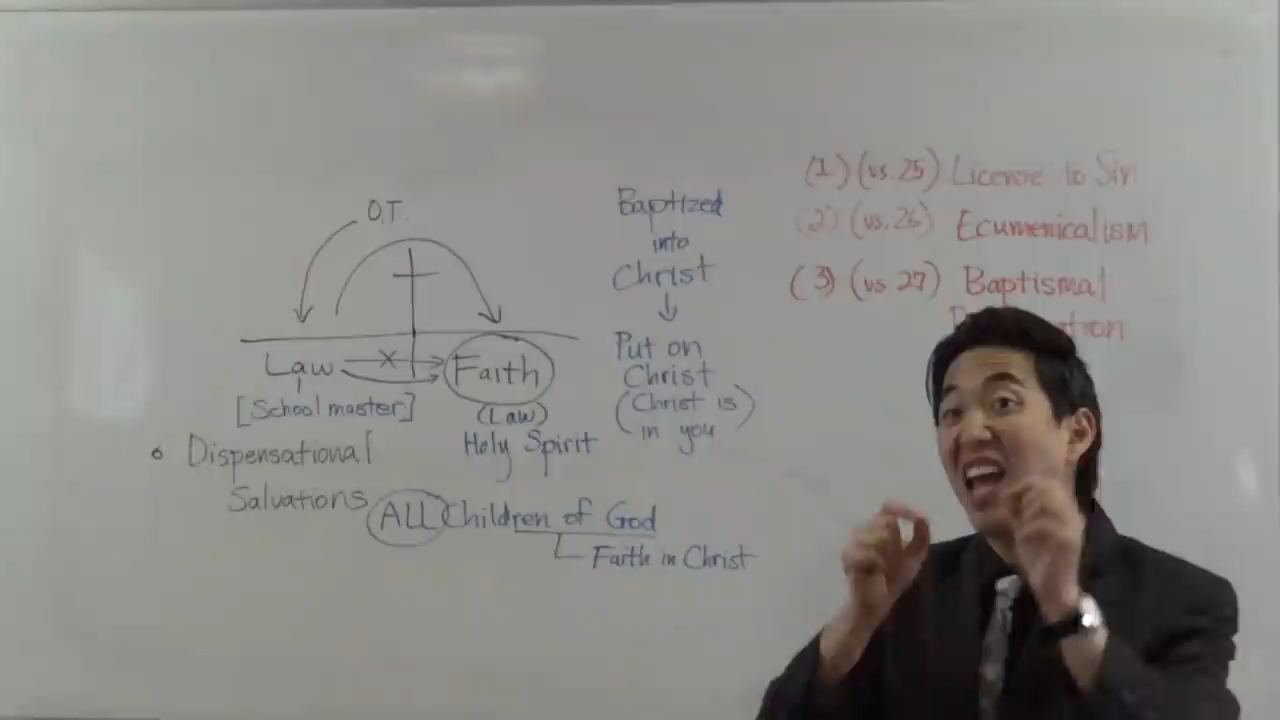 O.T.
Law
Faith
[School master]
(Law)
Holy Spirit
• Dispensational
Salvations
ALL Children of God
Faith in Christ
Baptized
into
Christ
Put on
Christ
(Christ is
in you)
(1) (vs. 25) License to Sin
(2) (vs. 26) Ecumenicalism
(3) (vs 27) Baptismal